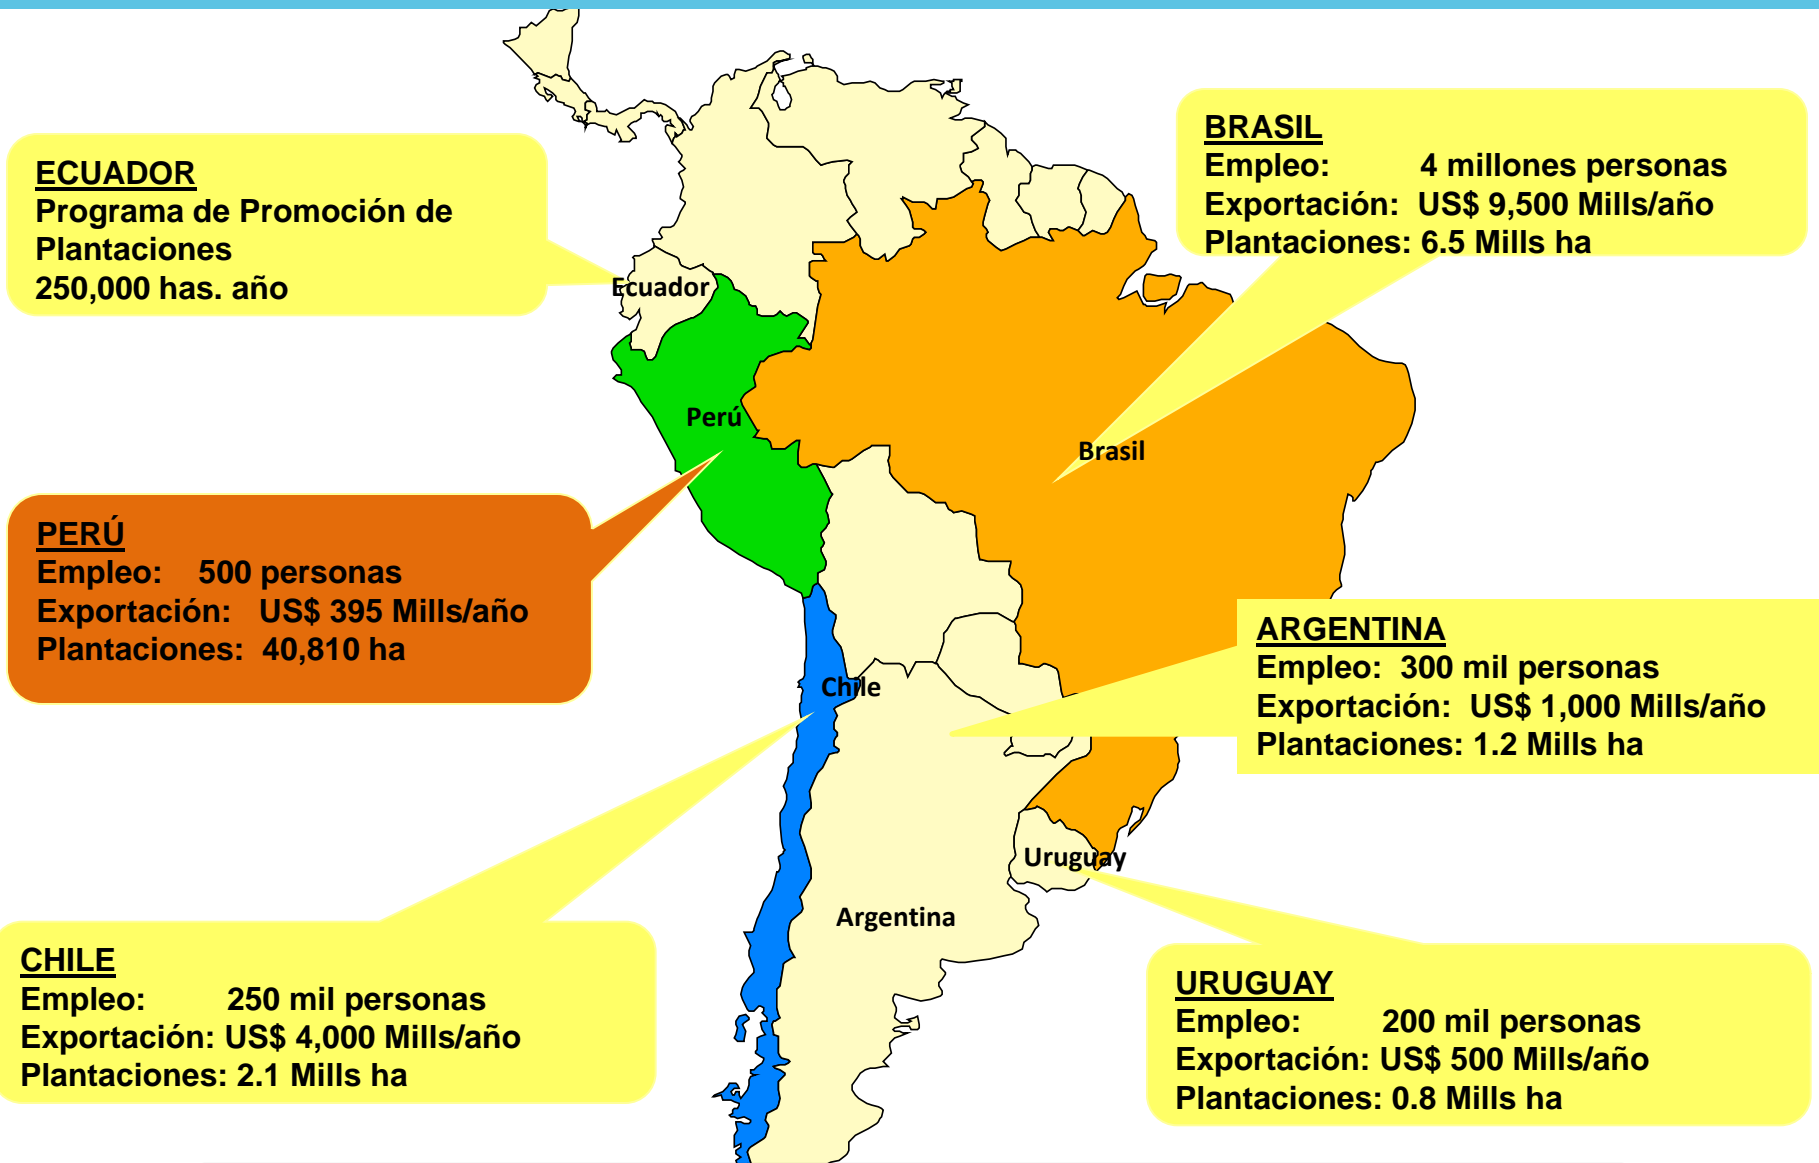 ECUADOR
Programa de Promoción de
Plantaciones
250,000 has. año
BRASIL
Empleo: 4 millones personas
Exportación: US$ 9,500 Mills/año
Plantaciones: 6.5 Mills ha
Ecuador
Perú
Brasil
PERÚ
Empleo: 500 personas
Exportación: US$ 395 Mills/año
Plantaciones: 40,810 ha
ARGENTINA
Empleo: 300 mil personas
Exportación: US$ 1,000 Mills/año
Plantaciones: 1.2 Mills ha
Chile
Uruguay
Argentina
CHILE
Empleo: 250 mil personas
Exportación: US$ 4,000 Mills/año
Plantaciones: 2.1 Mills ha
URUGUAY
Empleo: 200 mil personas
Exportación: US$ 500 Mills/año
Plantaciones: 0.8 Mills ha